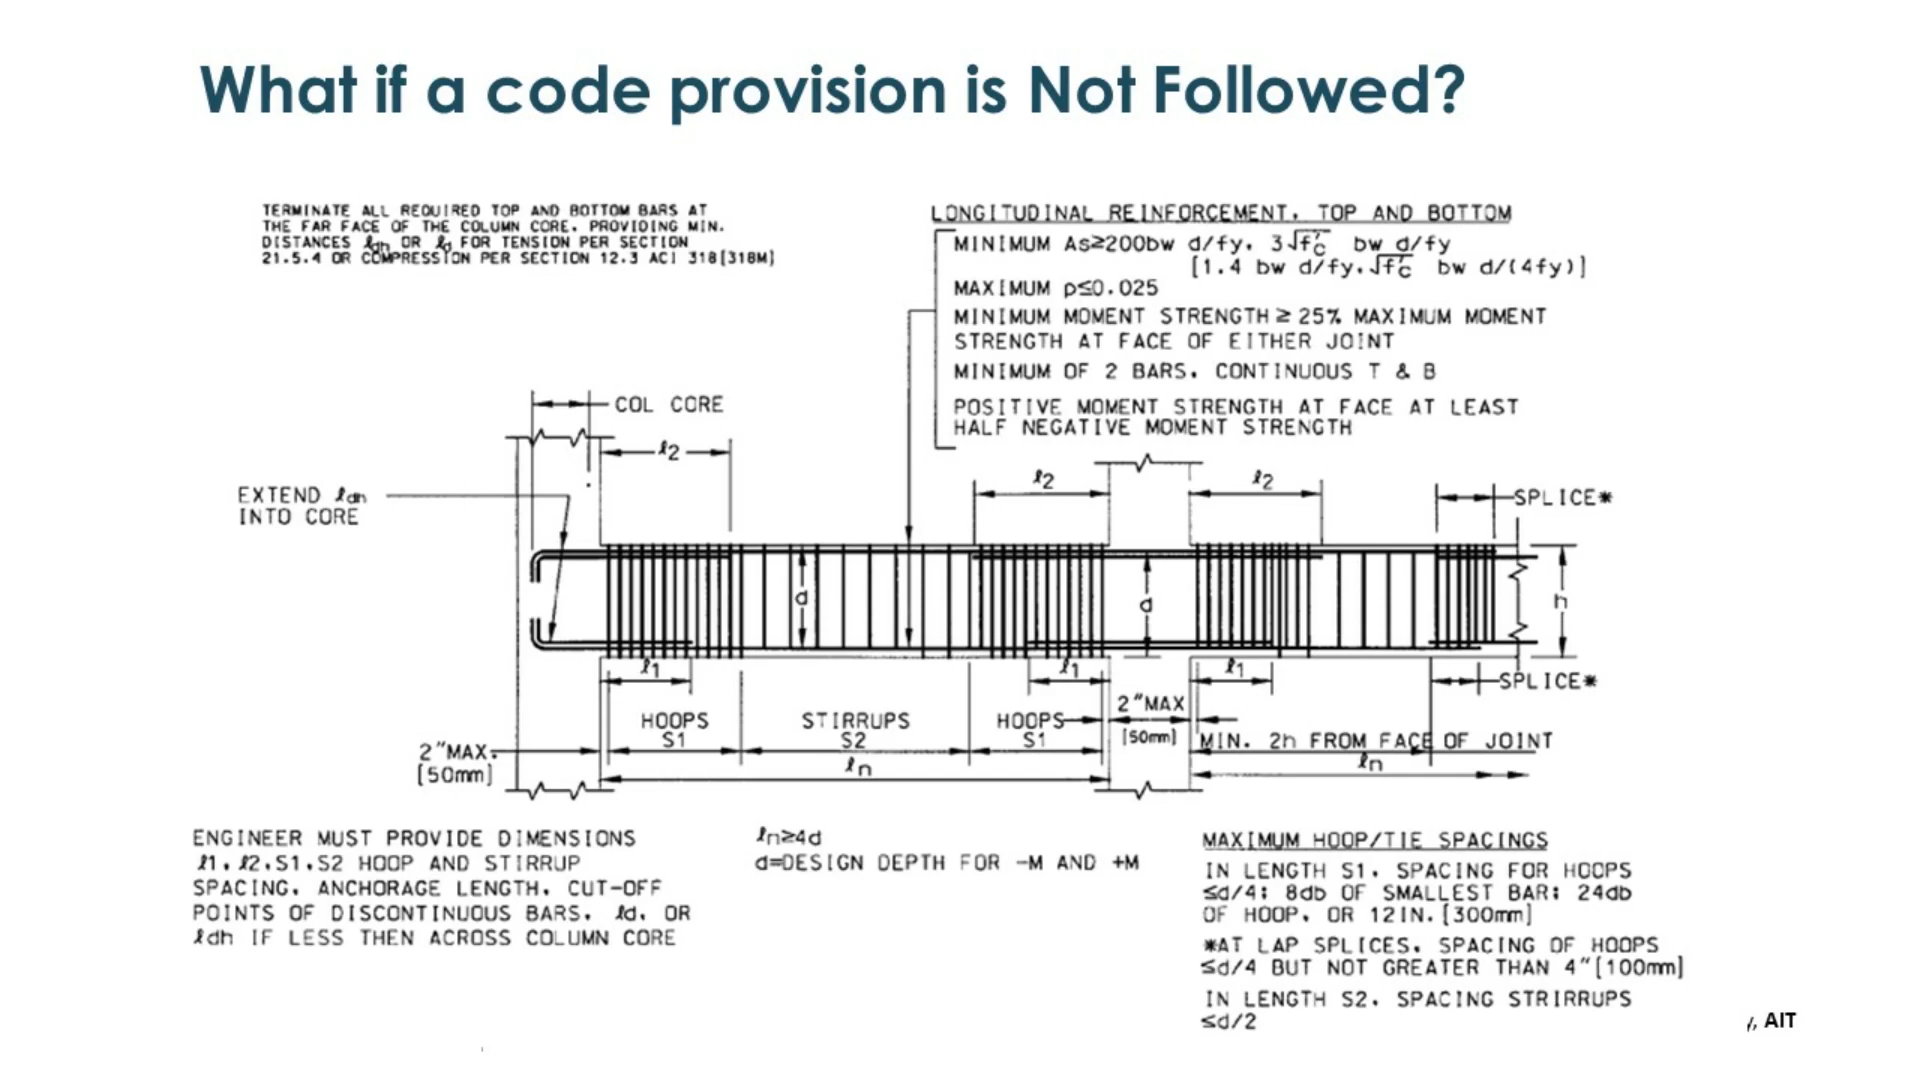 What if a code provision is Not Followed?
TERMINATE ALL REQUIRED TOP AND BOTTOM BARS AT
THE FAR FACE OF THE COLUMN CORE, PROVIDING MIN.
DISTANCES ℓdh OR ℓd FOR TENSION PER SECTION
21.5.4 OR COMPRESSION PER SECTION 12.3 ACI 318[318M]
LONGITUDINAL REINFORCEMENT, TOP AND BOTTOM
MINIMUM As≥200bw d/fy, 3√f'c bw d/fy
[1.4 bw d/fy,√f'c bw d/(4fy)]
MAXIMUM p≤0.025
MINIMUM MOMENT STRENGTH ≥ 25% MAXIMUM MOMENT
STRENGTH AT FACE OF EITHER JOINT
MINIMUM OF 2 BARS, CONTINUOUS T & B
POSITIVE MOMENT STRENGTH AT FACE AT LEAST
HALF NEGATIVE MOMENT STRENGTH
COL CORE
ℓ2
ℓ2
ℓ2
EXTEND ℓdh
INTO CORE
SPLICE*
d
d
h
ℓ1
ℓ1
ℓ1
SPLICE*
HOOPS
S1
STIRRUPS
S2
HOOPS
S1
2"MAX
[50mm]
MIN. 2h FROM FACE OF JOINT
2"MAX.
[50mm]
ℓn
ℓn
ENGINEER MUST PROVIDE DIMENSIONS
ℓ1, ℓ2,S1,S2 HOOP AND STIRRUP
SPACING, ANCHORAGE LENGTH, CUT-OFF
POINTS OF DISCONTINUOUS BARS, ℓd, OR
ℓdh IF LESS THEN ACROSS COLUMN CORE
ℓn≥4d
d=DESIGN DEPTH FOR -M AND +M
MAXIMUM HOOP/TIE SPACINGS
IN LENGTH S1, SPACING FOR HOOPS
≤d/4; 8db OF SMALLEST BAR; 24db
OF HOOP, OR 12IN.[300mm]
*AT LAP SPLICES, SPACING OF HOOPS
≤d/4 BUT NOT GREATER THAN 4"[100mm]
IN LENGTH S2, SPACING STRIRRUPS
≤d/2
, AIT